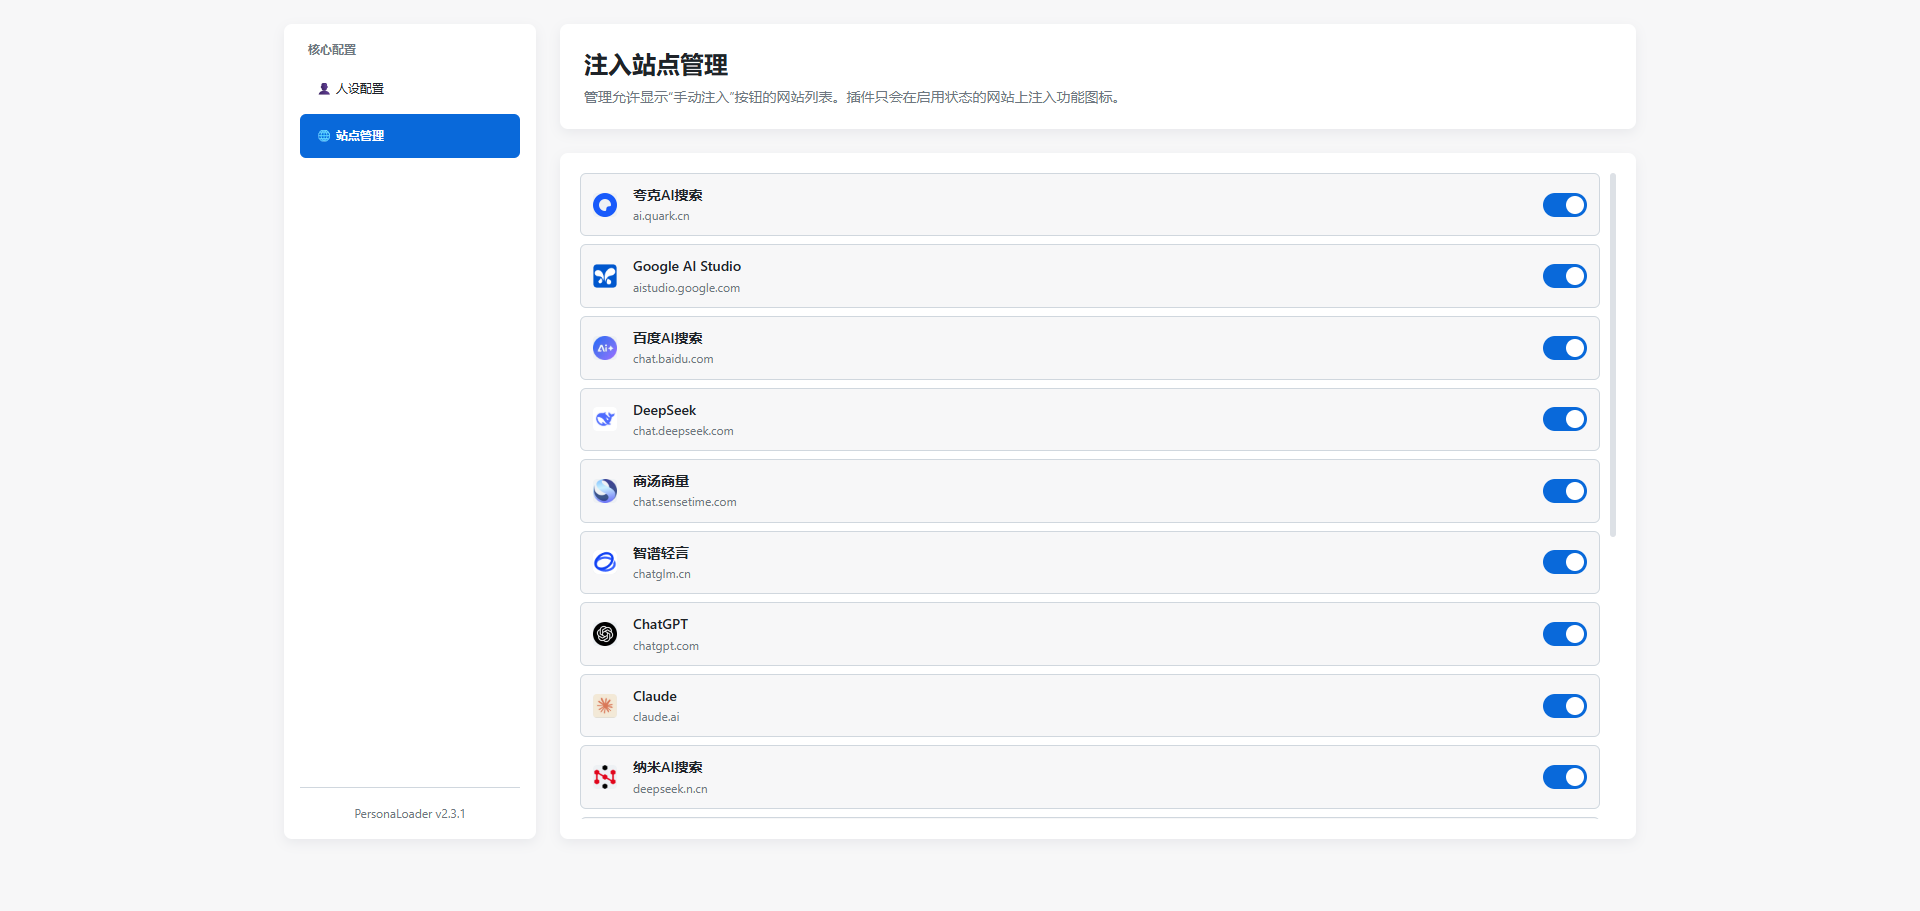 核心配置
人设配置
站点管理
PersonaLoader v2.3.1
注入站点管理
管理允许显示“手动注入”按钮的网站列表。插件只会在启用状态的网站上注入功能图标。
夸克AI搜索
ai.quark.cn
Google AI Studio
aistudio.google.com
Ai+
百度AI搜索
chat.baidu.com
DeepSeek
chat.deepseek.com
商汤商量
chat.sensetime.com
智谱轻言
chatglm.cn
ChatGPT
chatgpt.com
Claude
claude.ai
纳米AI搜索
deepseek.n.cn